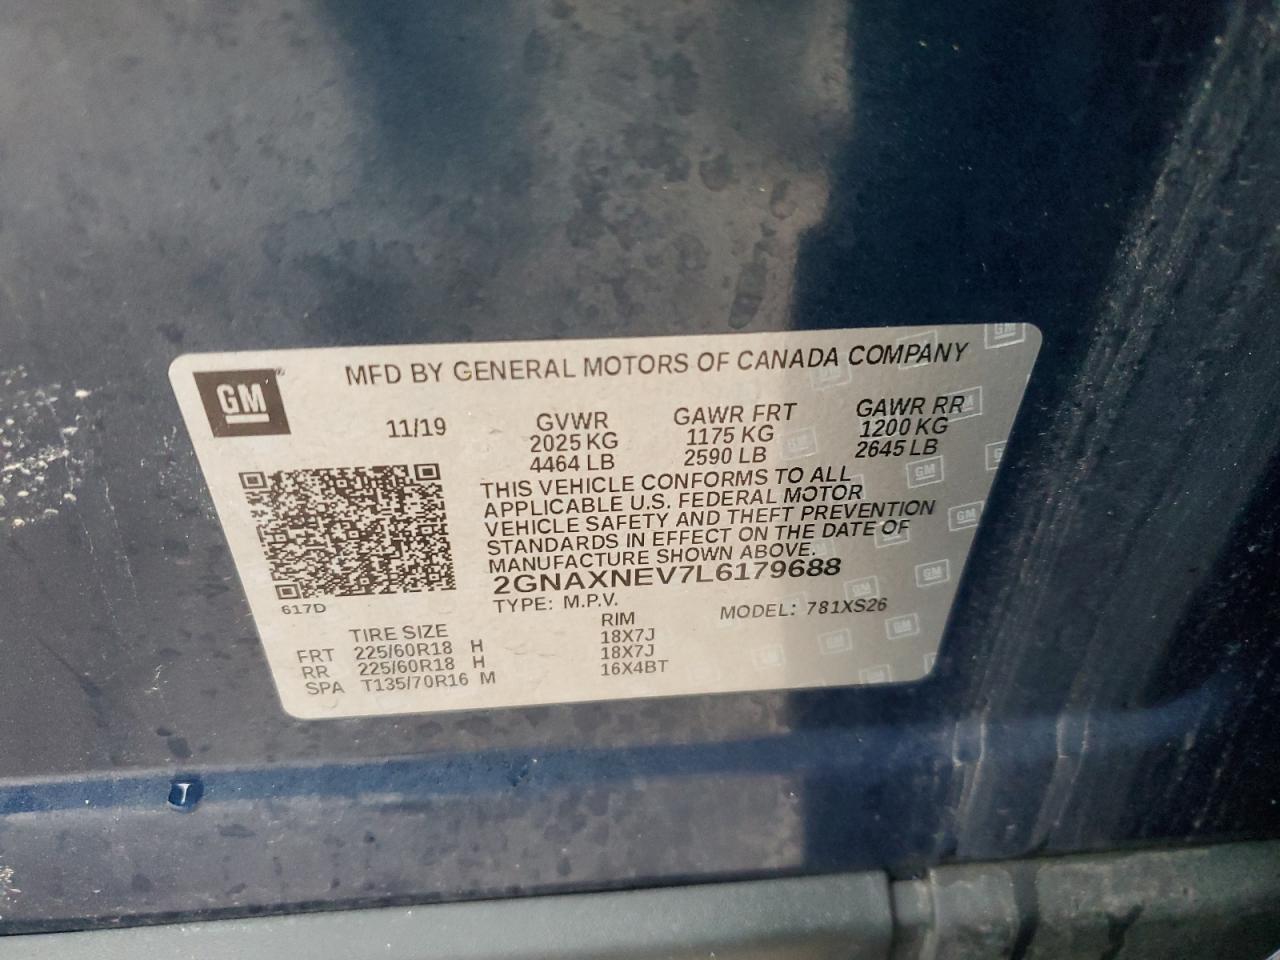 GM
MFD BY GENERAL MOTORS OF CANADA COMPANY
11/19 GVWR GAWR FRT GAWR RR
2025 KG 1175 KG 1200 KG
4464 LB 2590 LB 2645 LB
THIS VEHICLE CONFORMS TO ALL
APPLICABLE U.S. FEDERAL MOTOR
VEHICLE SAFETY AND THEFT PREVENTION
STANDARDS IN EFFECT ON THE DATE OF
MANUFACTURE SHOWN ABOVE.
2GNAXNEV7L6179688
617D TYPE: M.P.V. MODEL: 781XS26
TIRE SIZE RIM
FRT 225/60R18 H 18X7J
RR 225/60R18 H 18X7J
SPA T135/70R16 M 16X4BT